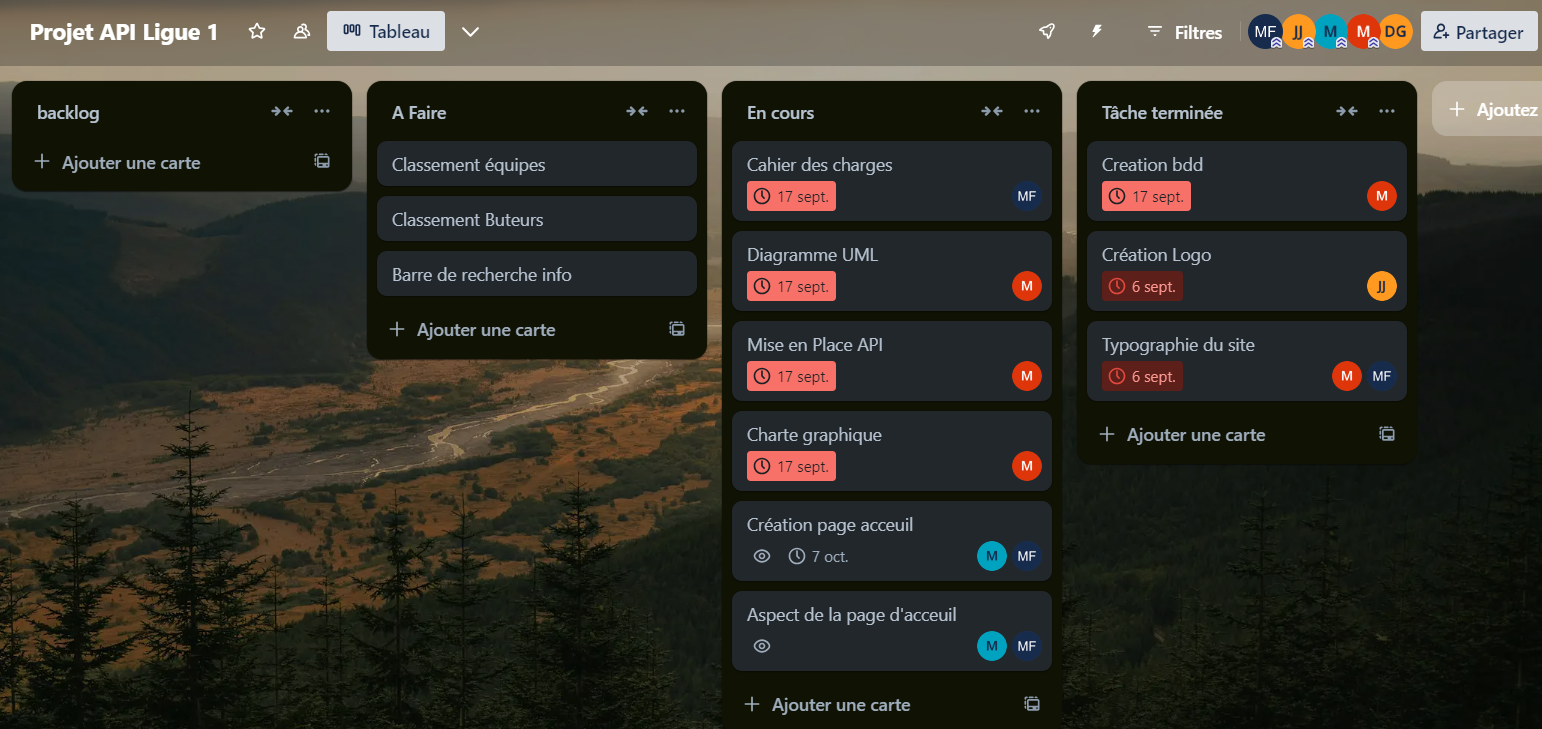 Projet API Ligue 1
Tableau
Filtres
MF
JJ
M
M
DG
Partager
backlog
Ajouter une carte
A Faire
Classement équipes
Classement Buteurs
Barre de recherche info
Ajouter une carte
En cours
Cahier des charges
17 sept.
MF
Diagramme UML
17 sept.
M
Mise en Place API
17 sept.
M
Charte graphique
17 sept.
M
Création page acceuil
7 oct.
M
MF
Aspect de la page d'acceuil
M
MF
Ajouter une carte
Tâche terminée
Creation bdd
17 sept.
M
Création Logo
6 sept.
JJ
Typographie du site
6 sept.
M
MF
Ajouter une carte
Ajoutez